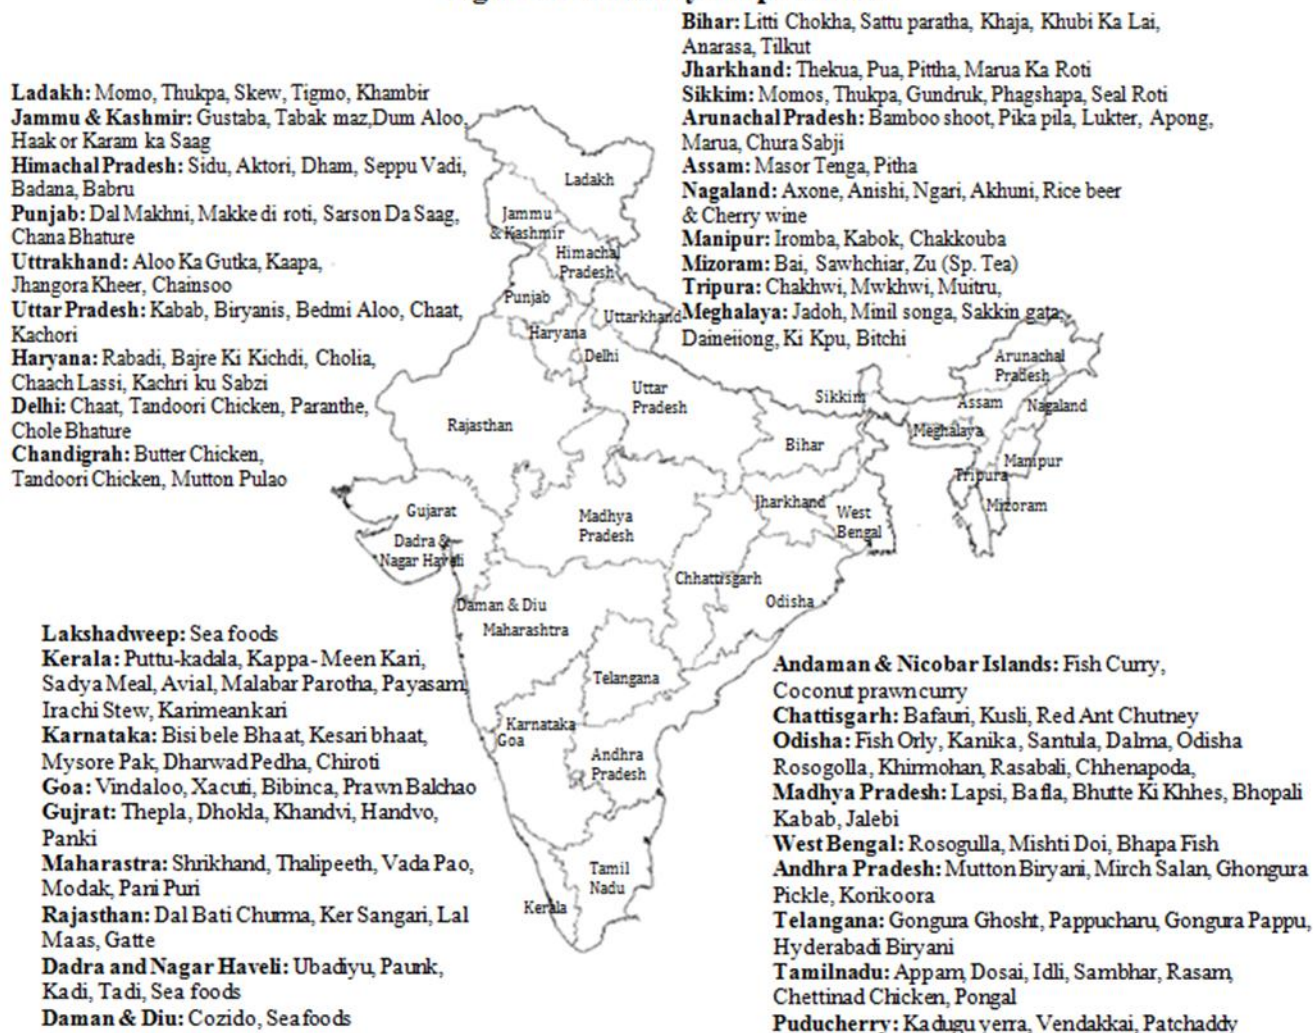 Ladakh: Momo, Thukpa, Skew, Tigmo, Khambir
Jammu & Kashmir: Gustaba, Tabak maz,Dum Aloo,
Haak or Karam ka Saag
Himachal Pradesh: Sidu, Aktori, Dham, Seppu Vadi,
Badana, Babru
Punjab: Dal Makhni, Makke di roti, Sarson Da Saag,
Chana Bhature
Uttrakhand: Aloo Ka Gutka, Kaapa,
Jhangora Kheer, Chainsoo
Uttar Pradesh: Kabab, Biryanis, Bedmi Aloo, Chaat,
Kachori
Haryana: Rabadi, Bajre Ki Kichdi, Cholia,
Chaach Lassi, Kachri ku Sabzi
Delhi: Chaat, Tandoori Chicken, Paranthe,
Chole Bhature
Chandigrah: Butter Chicken,
Tandoori Chicken, Mutton Pulao
Bihar: Litti Chokha, Sattu paratha, Khaja, Khubi Ka Lai,
Anarasa, Tilkut
Jharkhand: Thekua, Pua, Pittha, Marua Ka Roti
Sikkim: Momos, Thukpa, Gundruk, Phagshapa, Seal Roti
Arunachal Pradesh: Bamboo shoot, Pika pila, Lukter, Apong,
Marua, Chura Sabji
Assam: Masor Tenga, Pitha
Nagaland: Axone, Anishi, Ngari, Akhuni, Rice beer
& Cherry wine
Manipur: Iromba, Kabok, Chakkouba
Mizoram: Bai, Sawhchiar, Zu (Sp. Tea)
Tripura: Chakhwi, Mwkhwi, Muitru,
Meghalaya: Jadoh, Minil songa, Sakkin gata,
Daineiiong, Ki Kpu, Bitchi
Ladakh
Jammu
& Kashmir
Himachal
Pradesh
Punjab
Uttarkhand
Haryana
Delhi
Uttar
Pradesh
Rajasthan
Sikkim
Arunachal
Pradesh
Assam
Nagaland
Meghalaya
Bihar
Manipur
Tripura
Mizoram
Jharkhand
West
Bengal
Gujarat
Madhya
Pradesh
Dadra &
Nagar Haveli
Chhattisgarh
Odisha
Daman & Diu
Maharashtra
Telangana
Karnataka
Goa
Andhra
Pradesh
Tamil
Nadu
Kerala
Lakshadweep: Sea foods
Kerala: Puttu-kadala, Kappa- Meen Kari,
Sadya Meal, Avial, Malabar Parotha, Payasam,
Irachi Stew, Karimeankari
Karnataka: Bisi bele Bhaat, Kesari bhaat,
Mysore Pak, Dharwad Pedha, Chiroti
Goa: Vindaloo, Xacuti, Bibinca, Prawn Balchao
Gujrat: Thepla, Dhokla, Khandvi, Handvo,
Panki
Maharastra: Shrikhand, Thalipeeth, Vada Pao,
Modak, Pani Puri
Rajasthan: Dal Bati Churma, Ker Sangari, Lal
Maas, Gatte
Dadra and Nagar Haveli: Ubadiyu, Paunk,
Kadi, Tadi, Sea foods
Daman & Diu: Cozido, Seafoods
Andaman & Nicobar Islands: Fish Curry,
Coconut prawn curry
Chattisgarh: Bafauri, Kusli, Red Ant Chutney
Odisha: Fish Orly, Kanika, Santula, Dalma, Odisha
Rosogolla, Khirmohan, Rasabali, Chhenapoda,
Madhya Pradesh: Lapsi, Bafla, Bhutte Ki Khhes, Bhopali
Kabab, Jalebi
West Bengal: Rosogulla, Mishti Doi, Bhapa Fish
Andhra Pradesh: Mutton Biryani, Mirch Salan, Ghongura
Pickle, Korikoora
Telangana: Gongura Ghosht, Pappucharu, Gongura Pappu,
Hyderabadi Biryani
Tamilnadu: Appam, Dosai, Idli, Sambhar, Rasam,
Chettinad Chicken, Pongal
Puducherry: Kadugu yerra, Vendakkai, Patchaddy